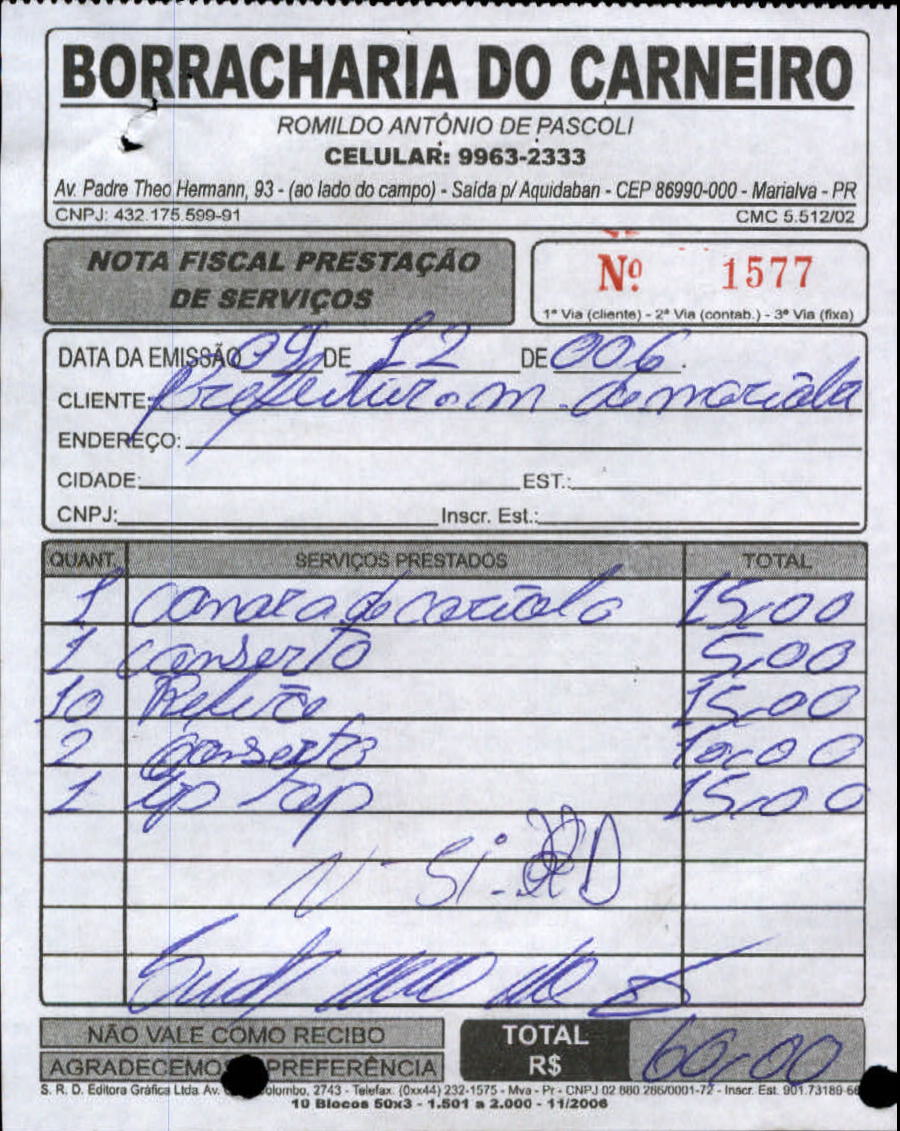 BORRACHARIA DO CARNEIRO
ROMILDO ANTÔNIO DE PASCOLI
CELULAR: 9963-2333
Av. Padre Theo Hermann, 93 - (ao lado do campo) - Saída p/ Aquidaban - CEP 86990-000 - Marialva - PR
CNPJ: 432.175.599-91 CMC 5.512/02
NOTA FISCAL PRESTAÇÃO
DE SERVIÇOS
Nº 1577
1ª Via (cliente) - 2ª Via (contab.) - 3ª Via (fixa)
DATA DA EMISSÃO 09 DE 12 DE 006.
CLIENTE: Prefeitura m. de
ENDEREÇO:
CIDADE: EST.:
CNPJ: Inscr. Est.:
QUANT. SERVIÇOS PRESTADOS TOTAL
1 camara de 15,00
1 conserto 5,00
10 15,00
2 conserto 10,00
1 tap 15,00
NÃO VALE COMO RECIBO
AGRADECEMOS PREFERÊNCIA
TOTAL
R$ 60,00
S. R. D. Editora Gráfica Ltda Av. olombo, 2743 - Telefax: (0xx44) 232-1575 - Mva - Pr - CNPJ 02 880 286/0001-72 - Inscr. Est. 901.73189-
10 Blocos 50x3 - 1.501 a 2.000 - 11/2006